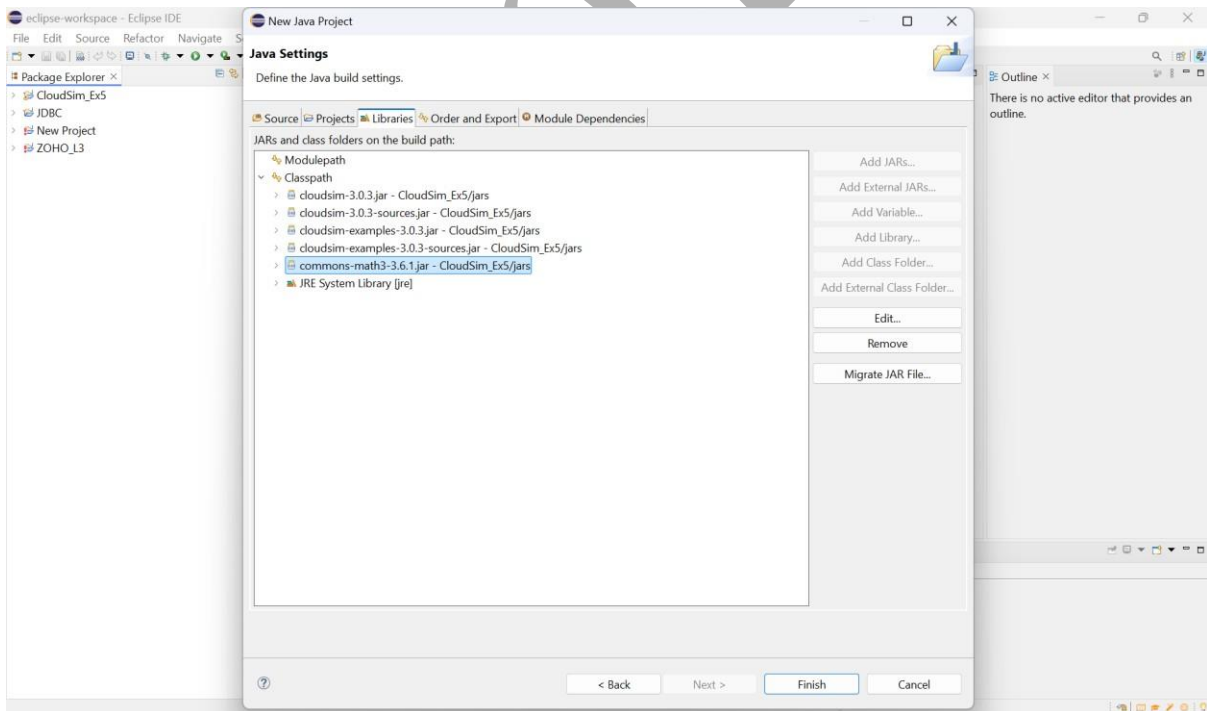 eclipse-workspace - Eclipse IDE
File Edit Source Refactor Navigate S
Package Explorer ×
CloudSim_Ex5
JDBC
New Project
ZOHO_L3
New Java Project
Java Settings
Define the Java build settings.
Source Projects Libraries Order and Export Module Dependencies
JARs and class folders on the build path:
Modulepath
Classpath
cloudsim-3.0.3.jar - CloudSim_Ex5/jars
cloudsim-3.0.3-sources.jar - CloudSim_Ex5/jars
cloudsim-examples-3.0.3.jar - CloudSim_Ex5/jars
cloudsim-examples-3.0.3-sources.jar - CloudSim_Ex5/jars
commons-math3-3.6.1.jar - CloudSim_Ex5/jars
JRE System Library [jre]
Add JARs...
Add External JARs...
Add Variable...
Add Library...
Add Class Folder...
Add External Class Folder...
Edit...
Remove
Migrate JAR File...
< Back Next > Finish Cancel
Outline ×
There is no active editor that provides an
outline.